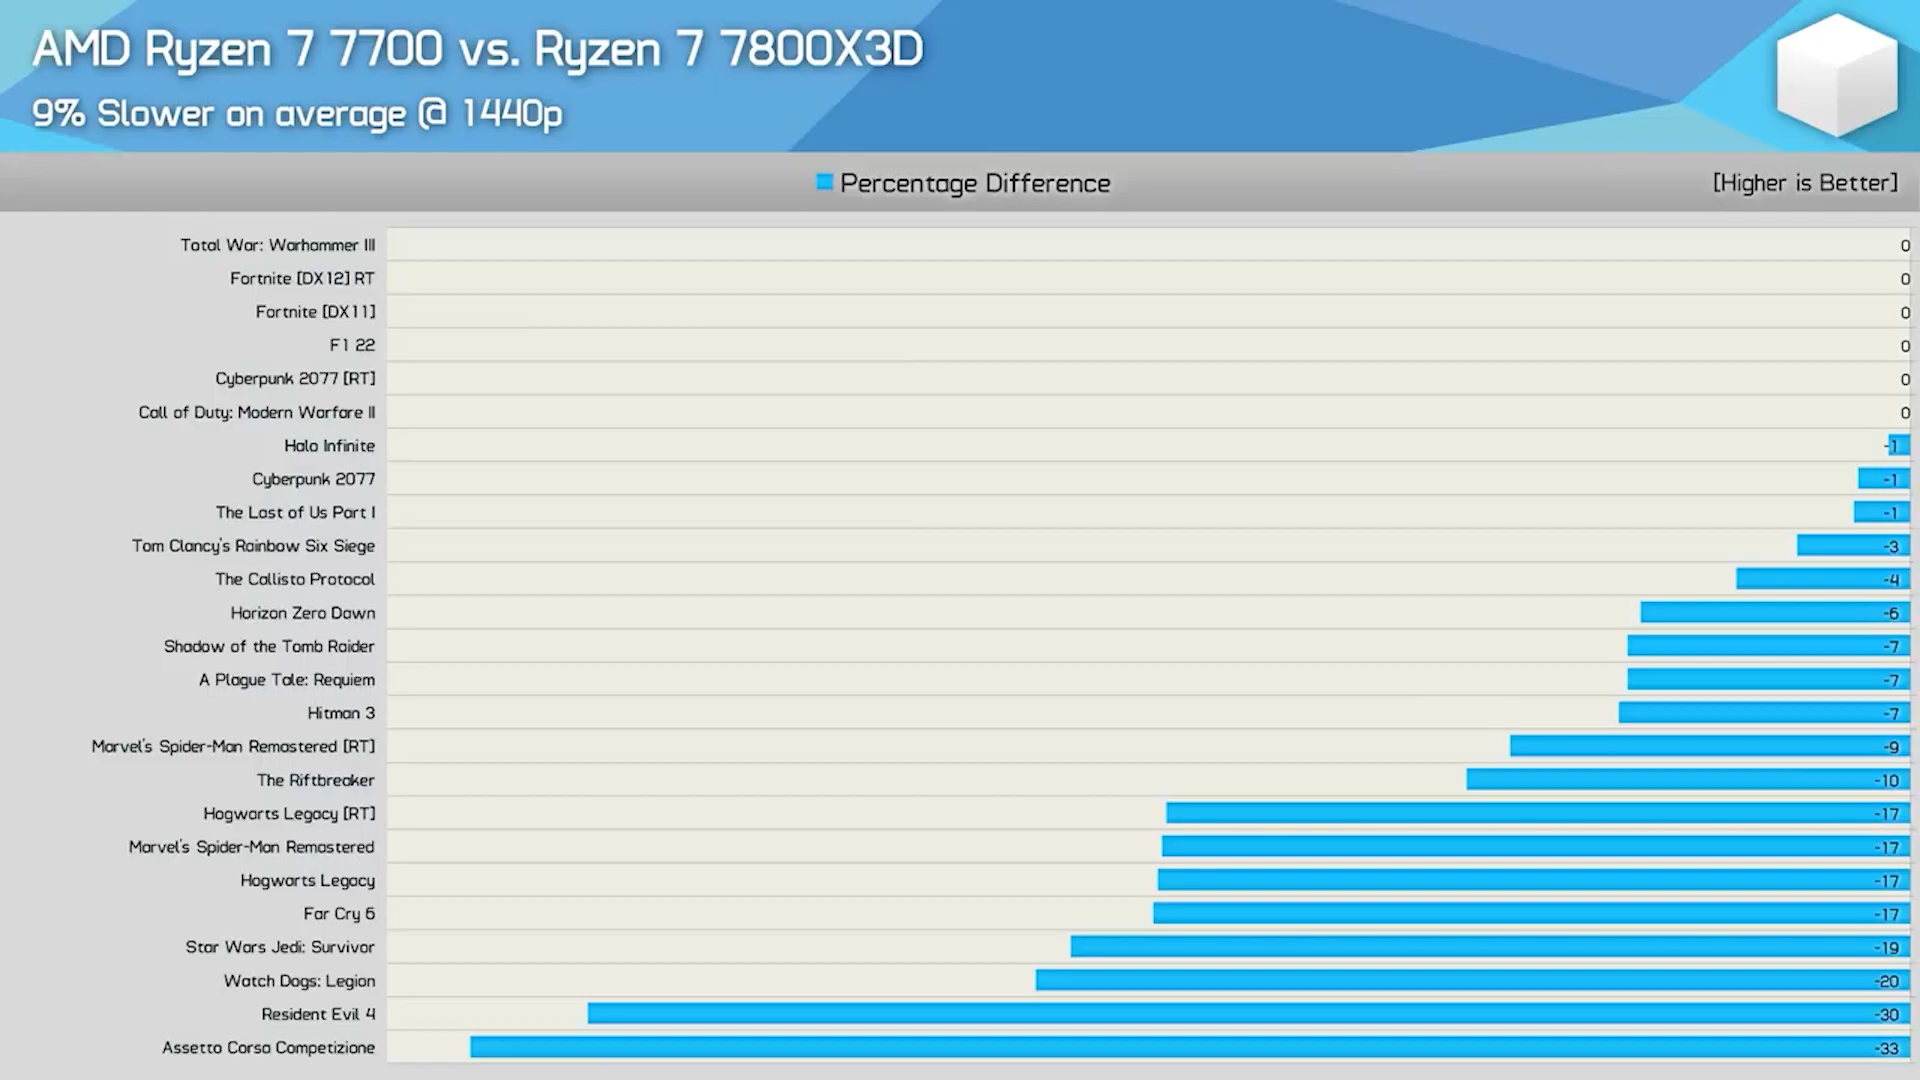 AMD Ryzen 7 7700 vs. Ryzen 7 7800X3D
9% Slower on average @ 1440p
Percentage Difference
[Higher is Better]
Total War: Warhammer III 0
Fortnite [DX12] RT 0
Fortnite [DX11] 0
F1 22 0
Cyberpunk 2077 [RT] 0
Call of Duty: Modern Warfare II 0
Halo Infinite -1
Cyberpunk 2077 -1
The Last of Us Part I -1
Tom Clancy's Rainbow Six Siege -3
The Callisto Protocol -4
Horizon Zero Dawn -6
Shadow of the Tomb Raider -7
A Plague Tale: Requiem -7
Hitman 3 -7
Marvel's Spider-Man Remastered [RT] -9
The Riftbreaker -10
Hogwarts Legacy [RT] -17
Marvel's Spider-Man Remastered -17
Hogwarts Legacy -17
Far Cry 6 -17
Star Wars Jedi: Survivor -19
Watch Dogs: Legion -20
Resident Evil 4 -30
Assetto Corsa Competizione -33